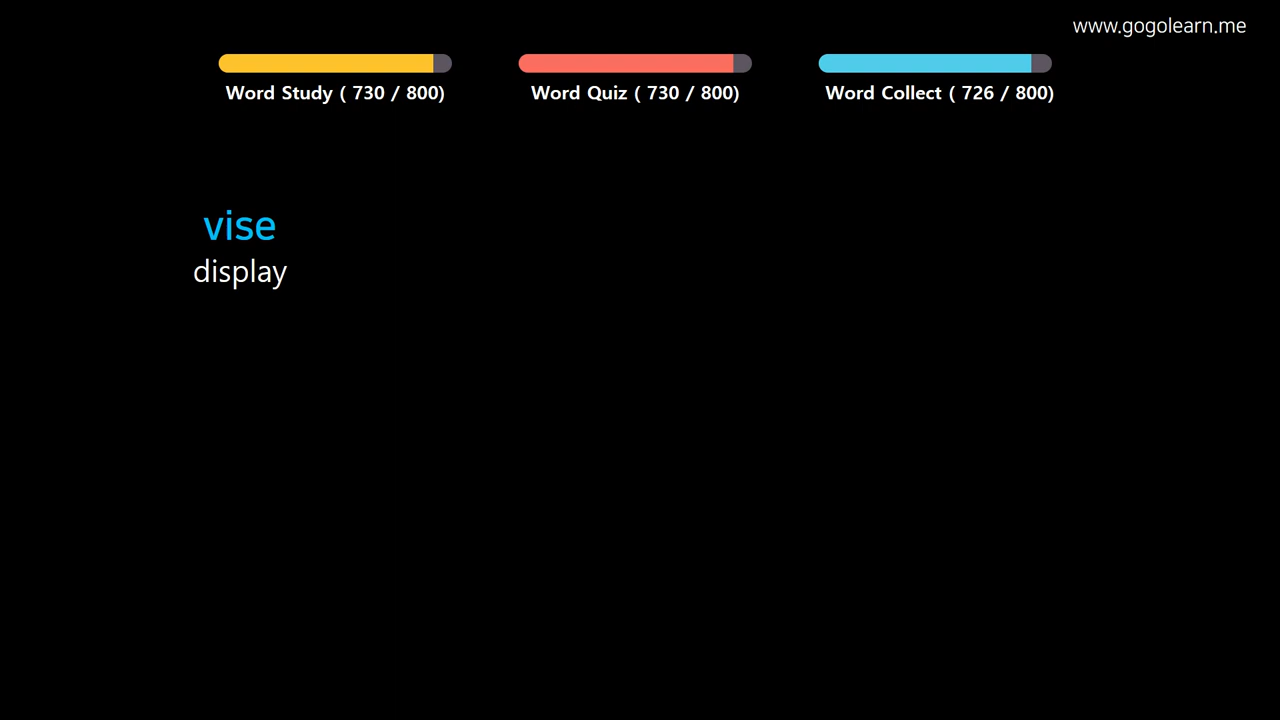 www.gogolearn.me
Word Study ( 730 / 800)
Word Quiz ( 730 / 800)
Word Collect ( 726 / 800)
vise
display